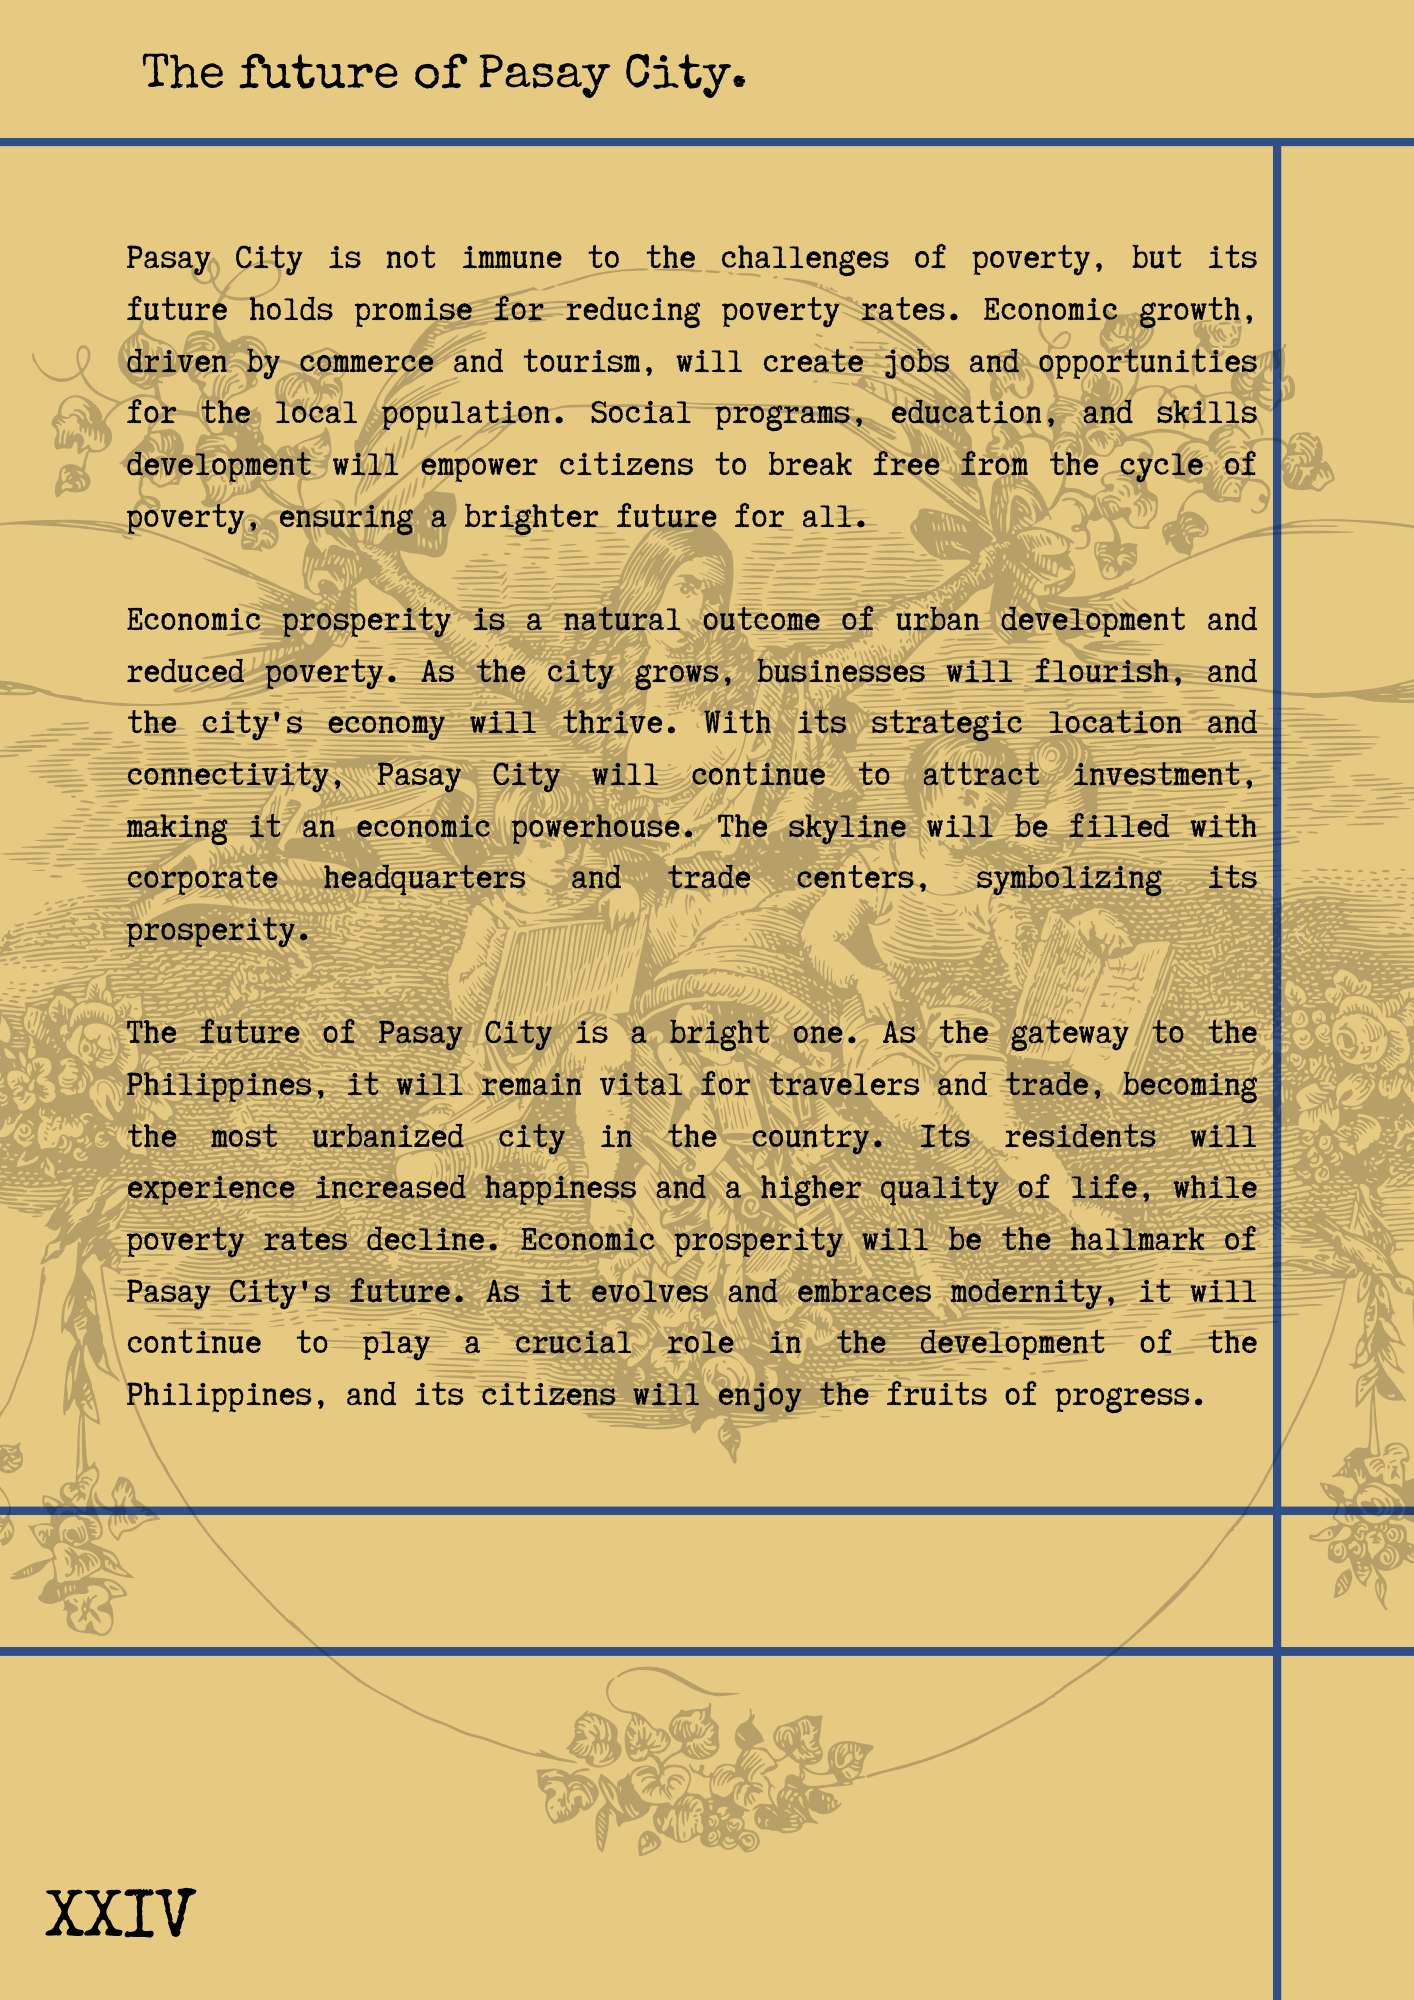 The future of Pasay City.
Pasay City is not immune to the challenges of poverty, but its
future holds promise for reducing poverty rates. Economic growth,
driven by commerce and tourism, will create jobs and opportunities
for the local population. Social programs, education, and skills
development will empower citizens to break free from the cycle of
poverty, ensuring a brighter future for all.
Economic prosperity is a natural outcome of urban development and
reduced poverty. As the city grows, businesses will flourish, and
the city's economy will thrive. With its strategic location and
connectivity, Pasay City will continue to attract investment,
making it an economic powerhouse. The skyline will be filled with
corporate headquarters and trade centers, symbolizing its
prosperity.
The future of Pasay City is a bright one. As the gateway to the
Philippines, it will remain vital for travelers and trade, becoming
the most urbanized city in the country. Its residents will
experience increased happiness and a higher quality of life, while
poverty rates decline. Economic prosperity will be the hallmark of
Pasay City's future. As it evolves and embraces modernity, it will
continue to play a crucial role in the development of the
Philippines, and its citizens will enjoy the fruits of progress.
XXIV